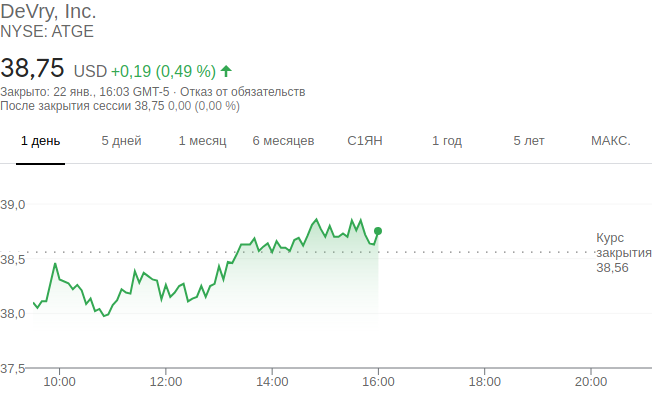 DeVry, Inc.
NYSE: ATGE
38,75 USD +0,19 (0,49 %)
Закрыто: 22 янв., 16:03 GMT-5 · Отказ от обязательств
После закрытия сессии 38,75 0,00 (0,00 %)
1 день 5 дней 1 месяц 6 месяцев С1ЯН 1 год 5 лет МАКС.
39,0
Курс
закрытия
38,5
38,56
38,0
37,5
10:00 12:00 14:00 16:00 18:00 20:00